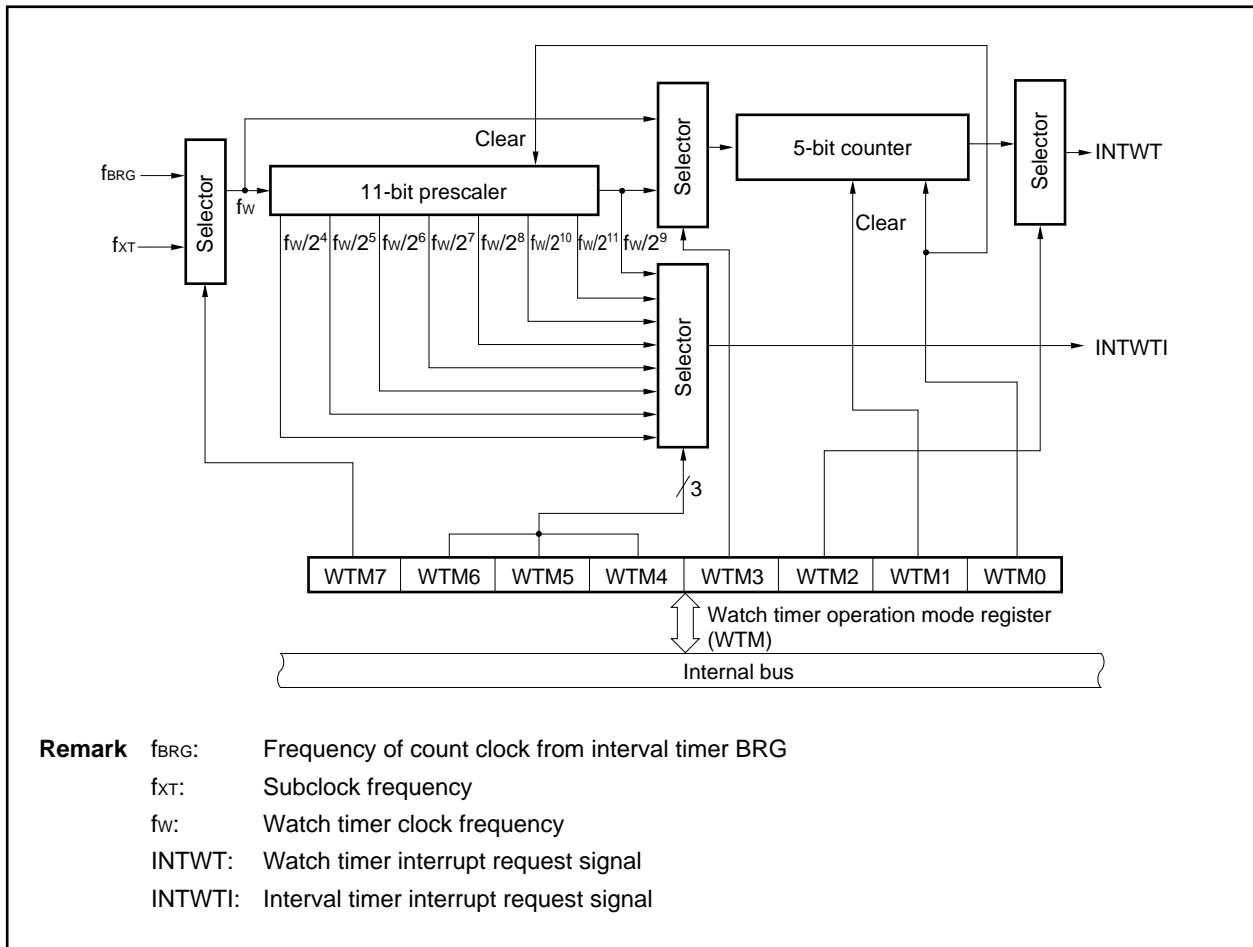 Clear
Selector
Selector
Selector
5-bit counter
INTWT
fBRG
fW
11-bit prescaler
Clear
fXT
fW/2⁴ fW/2⁵ fW/2⁶ fW/2⁷ fW/2⁸ fW/2¹⁰ fW/2¹¹ fW/2⁹
Selector
INTWTI
3
WTM7 WTM6 WTM5 WTM4 WTM3 WTM2 WTM1 WTM0
Watch timer operation mode register
(WTM)
Internal bus
Remark fBRG: Frequency of count clock from interval timer BRG
fXT: Subclock frequency
fW: Watch timer clock frequency
INTWT: Watch timer interrupt request signal
INTWTI: Interval timer interrupt request signal